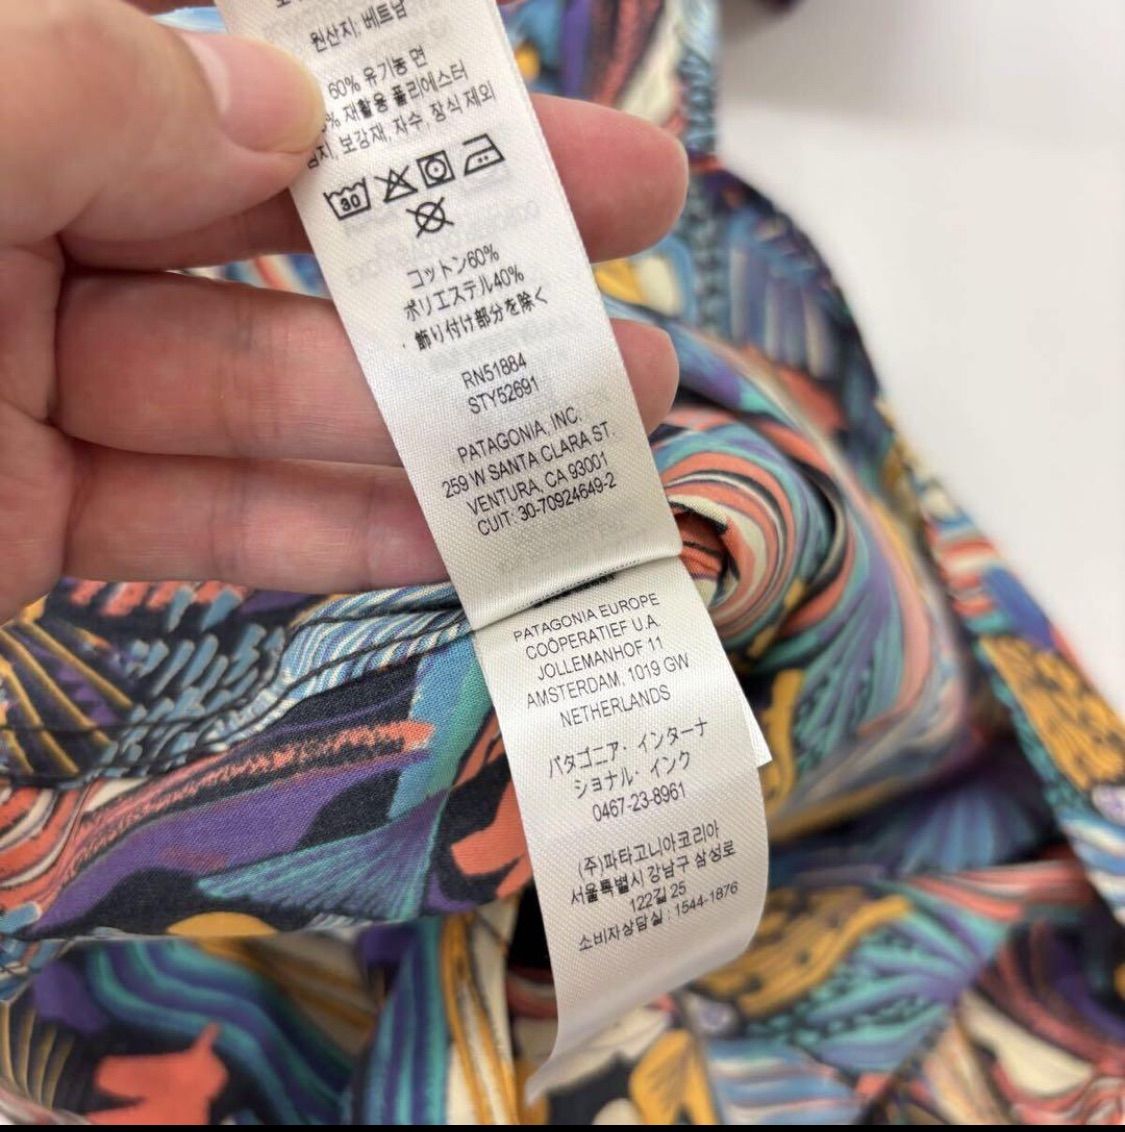 원산지: 베트남
60% 유기농 면
% 재활용 폴리에스터
보강재, 자수, 장식 제외
30
コットン60%
ポリエステル40%
・飾り付け部分を除く
RN51884
STY52691
PATAGONIA, INC.
259 W SANTA CLARA ST.
VENTURA, CA 93001
CUIT: 30-70924649-2
PATAGONIA EUROPE
COÖPERATIEF U.A.
JOLLEMANHOF 11
AMSTERDAM, 1019 GW
NETHERLANDS
パタゴニア・インターナ
ショナル・インク
0467-23-8961
(주)파타고니아코리아
서울특별시 강남구 삼성로
122길 25
소비자상담실 : 1544-1876